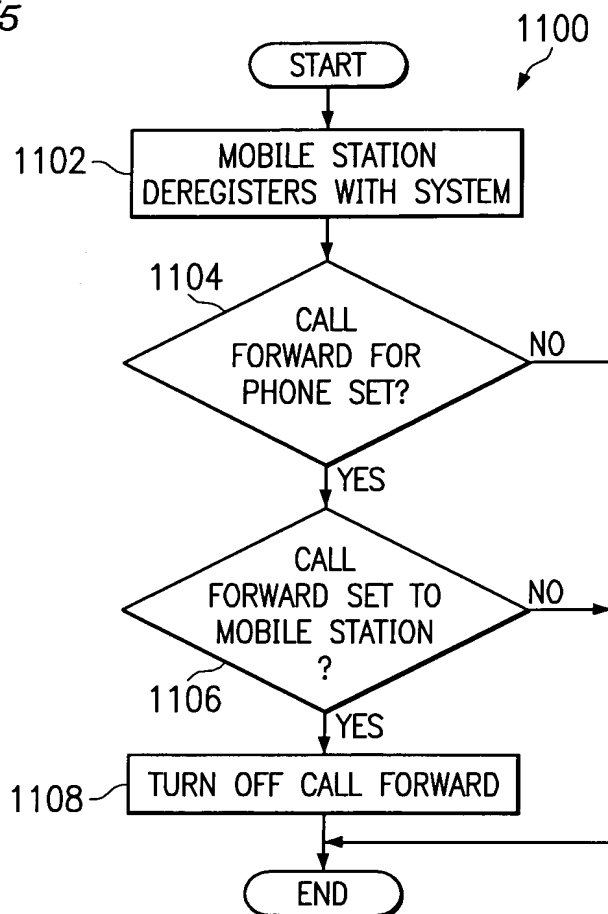 5
1100
START
1102
MOBILE STATION
DEREGISTERS WITH SYSTEM
1104
CALL
FORWARD FOR
PHONE SET?
NO
YES
CALL
FORWARD SET TO
MOBILE STATION
?
NO
1106
YES
1108
TURN OFF CALL FORWARD
END